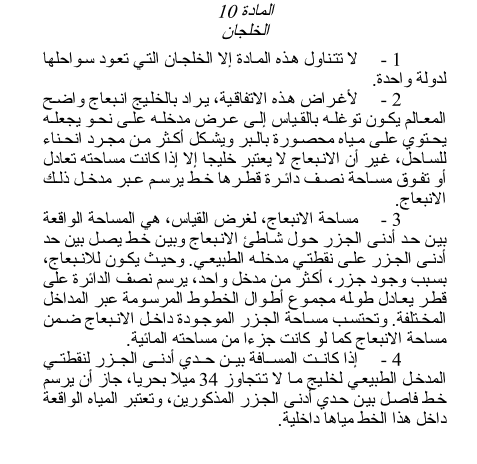 المادة 10
الخلجان
1 - لا تتناول هذه المادة إلا الخلجان التي تعود سواحلها
لدولة واحدة.
2 - لأغراض هذه الاتفاقية، يراد بالخليج انبعاج واضح
المعالم يكون توغله بالقياس إلى عرض مدخله على نحو يجعله
يحتوي على مياه محصورة بالبر ويشكل أكثر من مجرد انحناء
للساحل، غير أن الانبعاج لا يعتبر خليجا إلا إذا كانت مساحته تعادل
أو تفوق مساحة نصف دائرة قطرها خط يرسم عبر مدخل ذلك
الانبعاج.
3 - مساحة الانبعاج، لغرض القياس، هي المساحة الواقعة
بين حد أدنى الجزر حول شاطئ الانبعاج وبين خط يصل بين حد
أدنى الجزر على نقطتي مدخله الطبيعي. وحيث يكون للانبعاج،
بسبب وجود جزر، أكثر من مدخل واحد، يرسم نصف الدائرة على
قطر يعادل طوله مجموع أطوال الخطوط المرسومة عبر المداخل
المختلفة. وتحتسب مساحة الجزر الموجودة داخل الانبعاج ضمن
مساحة الانبعاج كما لو كانت جزءا من مساحته المائية.
4 - إذا كانت المسافة بين حدي أدنى الجزر لنقطتي
المدخل الطبيعي لخليج ما لا تتجاوز 34 ميلا بحريا، جاز أن يرسم
خط فاصل بين حدي أدنى الجزر المذكورين، وتعتبر المياه الواقعة
داخل هذا الخط مياها داخلية.